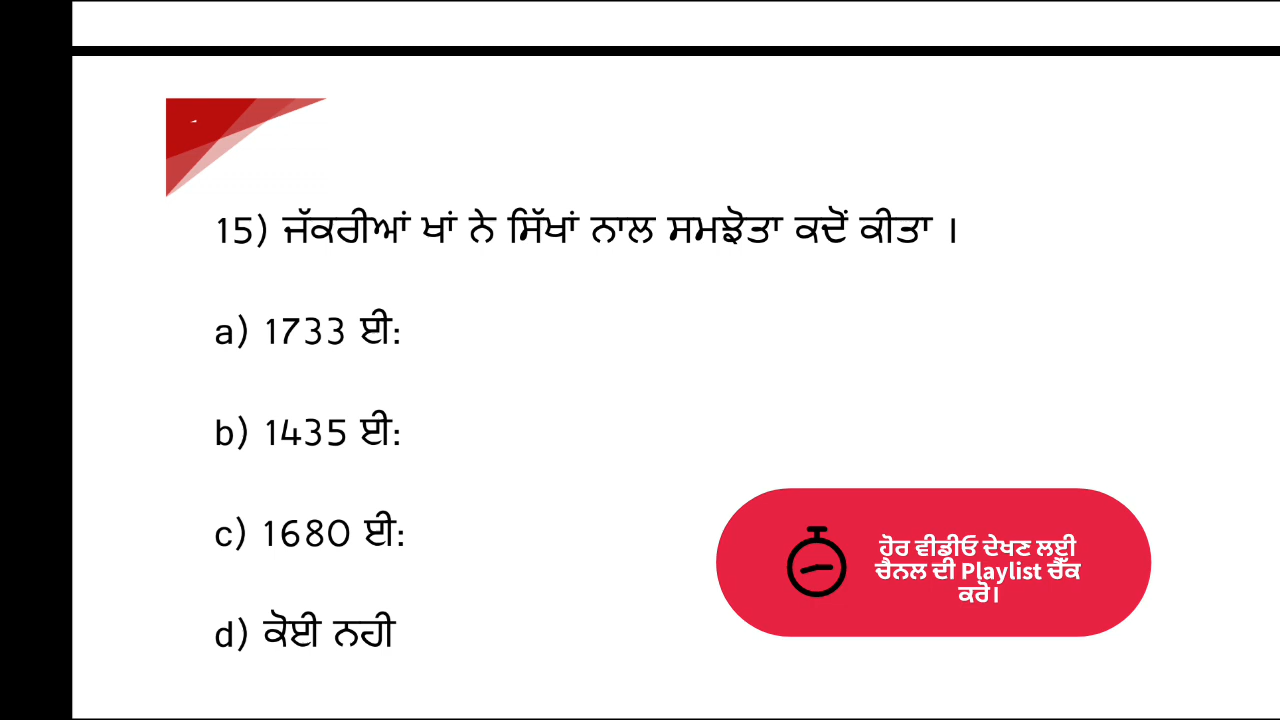 15) ਜੱਕਰੀਆਂ ਖਾਂ ਨੇ ਸਿੱਖਾਂ ਨਾਲ ਸਮਝੋਤਾ ਕਦੋਂ ਕੀਤਾ ।
a) 1733 ਈ:
b) 1435 ਈ:
c) 1680 ਈ:
d) ਕੋਈ ਨਹੀ
ਹੋਰ ਵੀਡੀਓ ਦੇਖਣ ਲਈ
ਚੈਨਲ ਦੀ Playlist ਚੈੱਕ
ਕਰੋ।